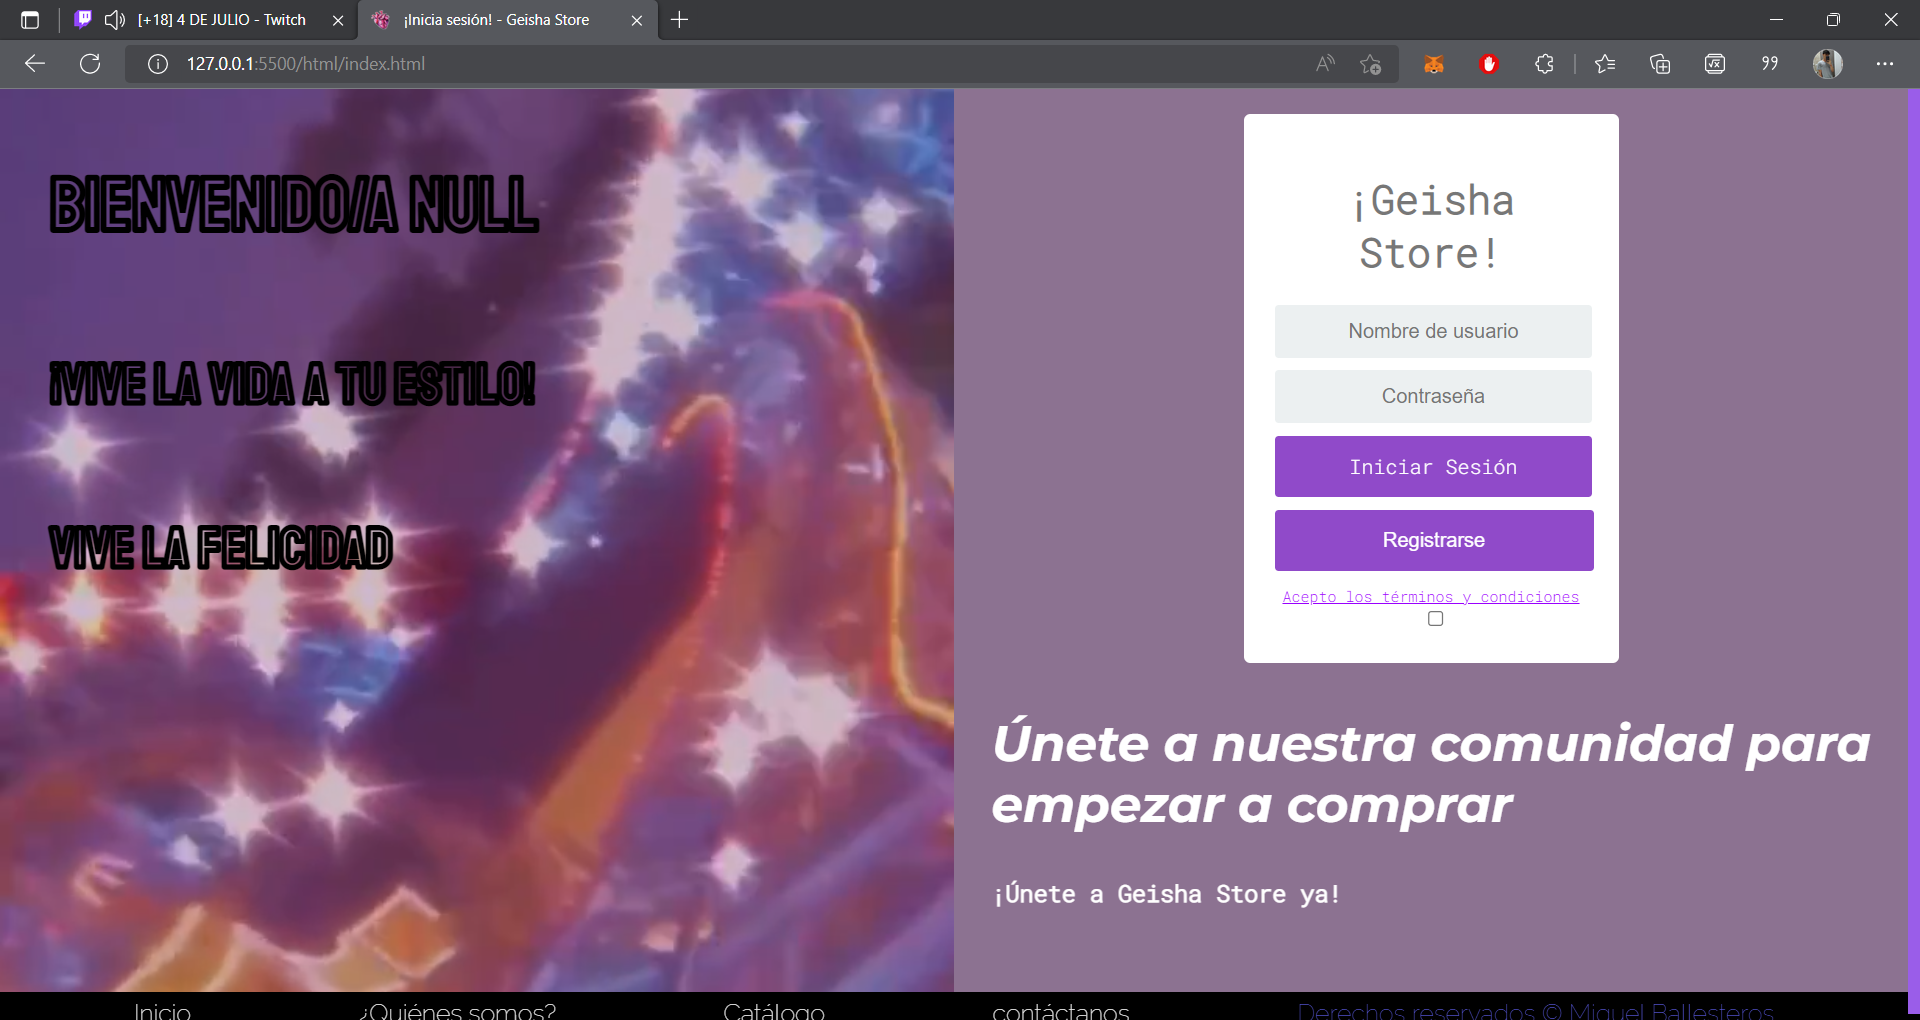 [+18] 4 DE JULIO - Twitch
¡Inicia sesión! - Geisha Store
127.0.0.1:5500/html/index.html
BIENVENIDO/A NULL
¡VIVE LA VIDA A TU ESTILO!
VIVE LA FELICIDAD
¡Geisha
Store!
Nombre de usuario
Contraseña
Iniciar Sesión
Registrarse
Acepto los términos y condiciones
Únete a nuestra comunidad para
empezar a comprar
¡Únete a Geisha Store ya!
Inicio
¿Quiénes somos?
Catálogo
contáctanos
Derechos reservados © Miguel Ballesteros